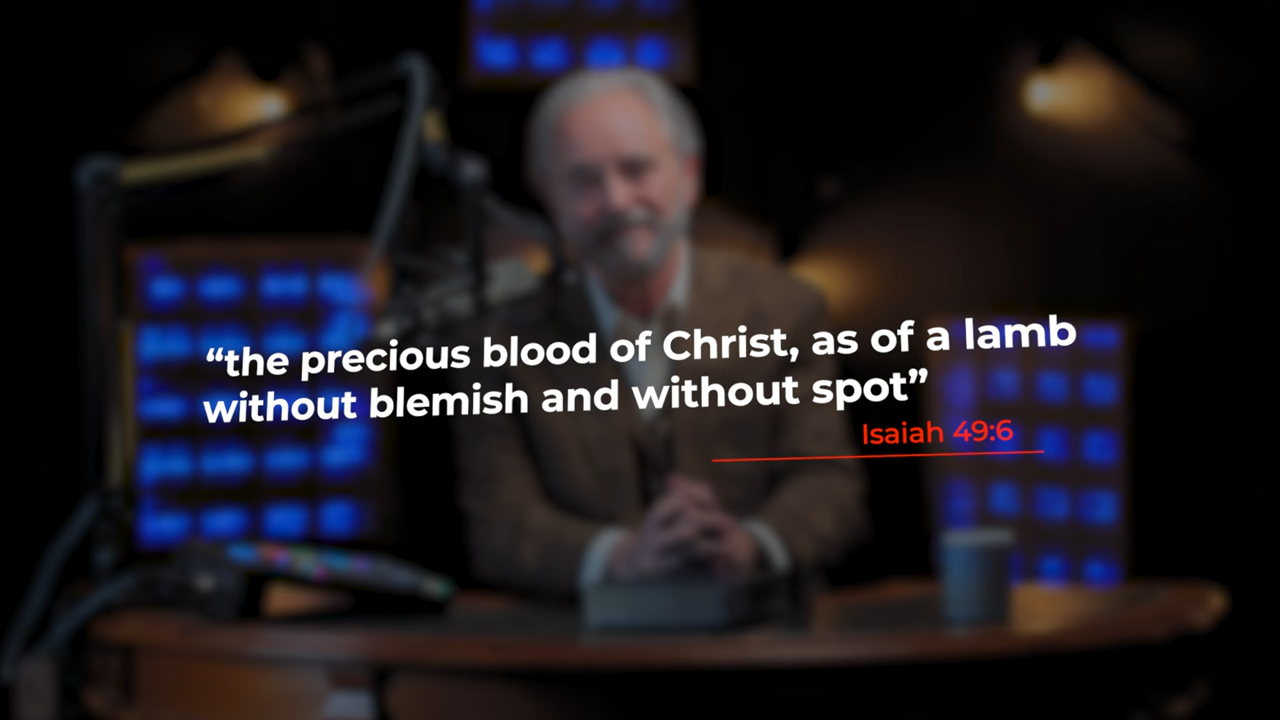 “the precious blood of Christ, as of a lamb
without blemish and without spot”
Isaiah 49:6